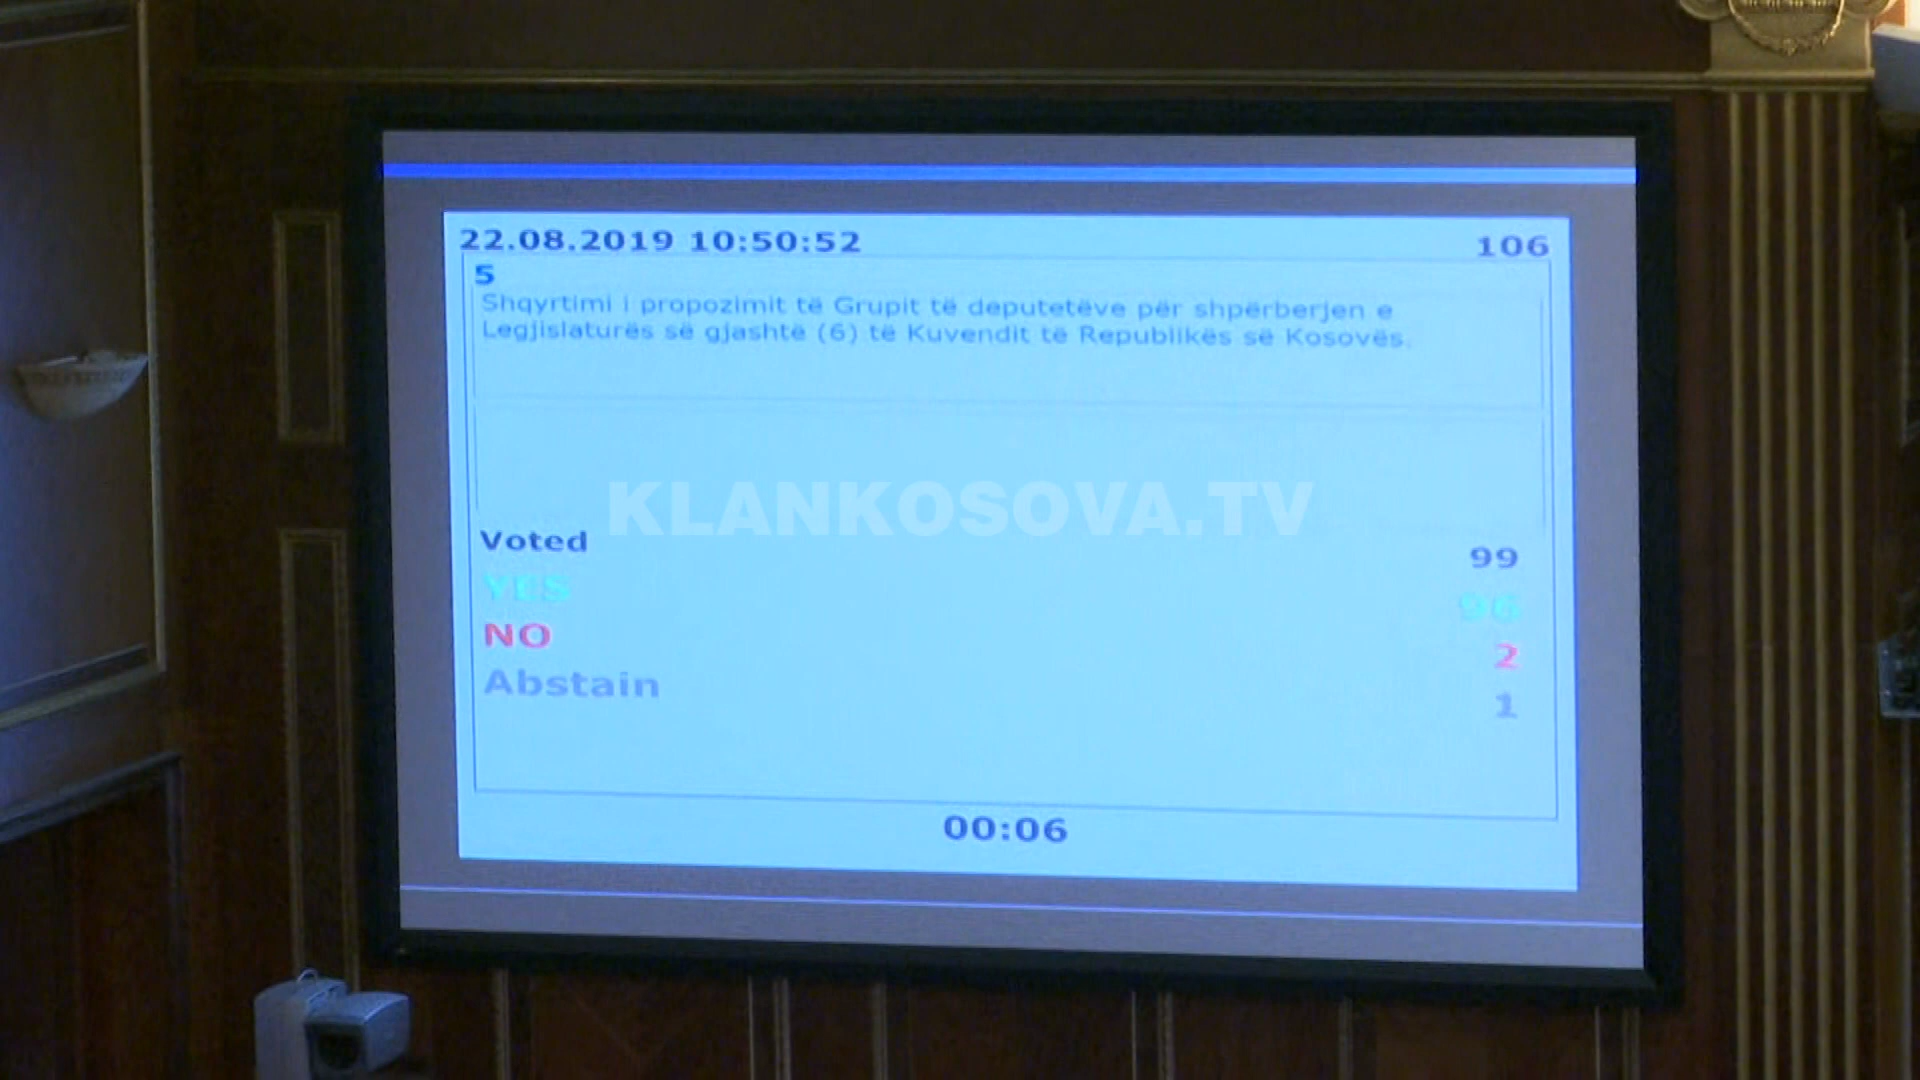 22.08.2019 10:50:52 106
5
Shqyrtimi i propozimit të Grupit të deputetëve për shpërberjen e
Legjislaturës së gjashtë (6) të Kuvendit të Republikës së Kosovës.
KLANKOSOVA.TV
Voted 99
YES 96
NO 2
Abstain 1
00:06